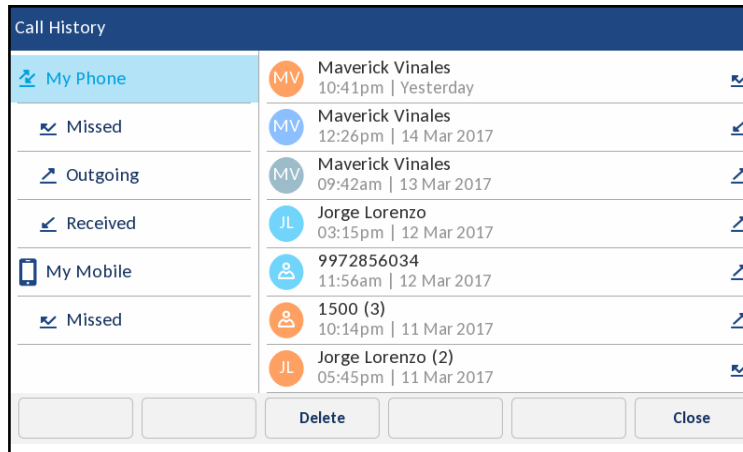 Call History
My Phone
Missed
Outgoing
Received
My Mobile
Missed
MV
Maverick Vinales
10:41pm | Yesterday
MV
Maverick Vinales
12:26pm | 14 Mar 2017
MV
Maverick Vinales
09:42am | 13 Mar 2017
JL
Jorge Lorenzo
03:15pm | 12 Mar 2017
9972856034
11:56am | 12 Mar 2017
1500 (3)
10:14pm | 11 Mar 2017
JL
Jorge Lorenzo (2)
05:45pm | 11 Mar 2017
Delete
Close